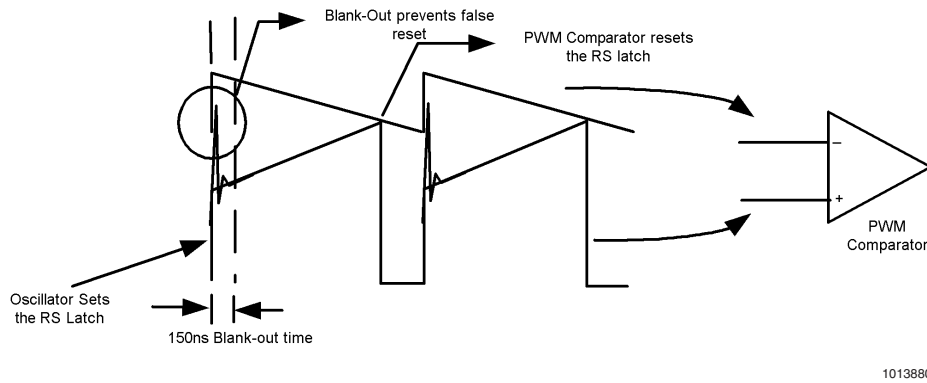 Blank-Out prevents false
reset
PWM Comparator resets
the RS latch
−
+
PWM
Comparator
Oscillator Sets
the RS Latch
150ns Blank-out time